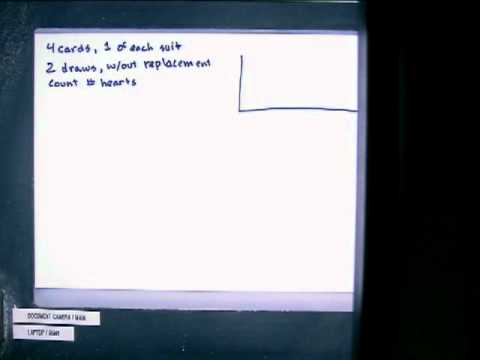 4 cards, 1 of each suit
2 draws, w/out replacement
count # hearts
DOCUMENT CAMERA / MAIN
LAPTOP / MAIN